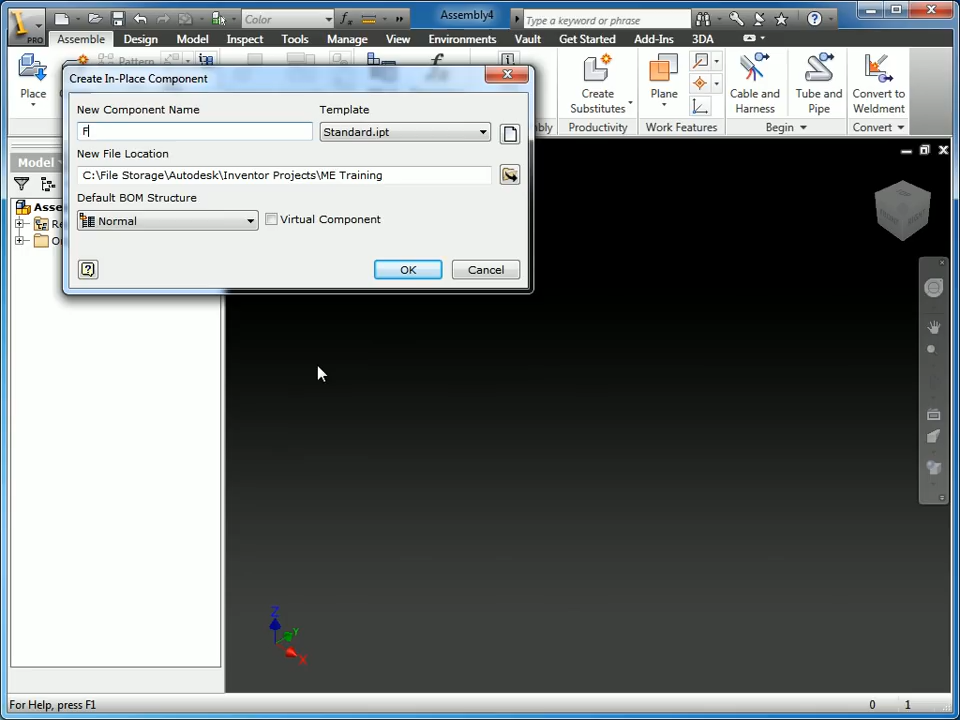 PRO
Color
Assembly4
Type a keyword or phrase
Assemble Design Model Inspect Tools Manage View Environments Vault Get Started Add-Ins 3DA
Place
Pattern
Create
Substitutes
Plane
Cable and
Harness
Tube and
Pipe
Convert to
Weldment
Productivity
Work Features
Begin
Convert
Create In-Place Component
New Component Name
Template
F
Standard.ipt
New File Location
C:\File Storage\Autodesk\Inventor Projects\ME Training
Default BOM Structure
Normal
Virtual Component
OK
Cancel
Model
Z
Y
X
For Help, press F1
0 1